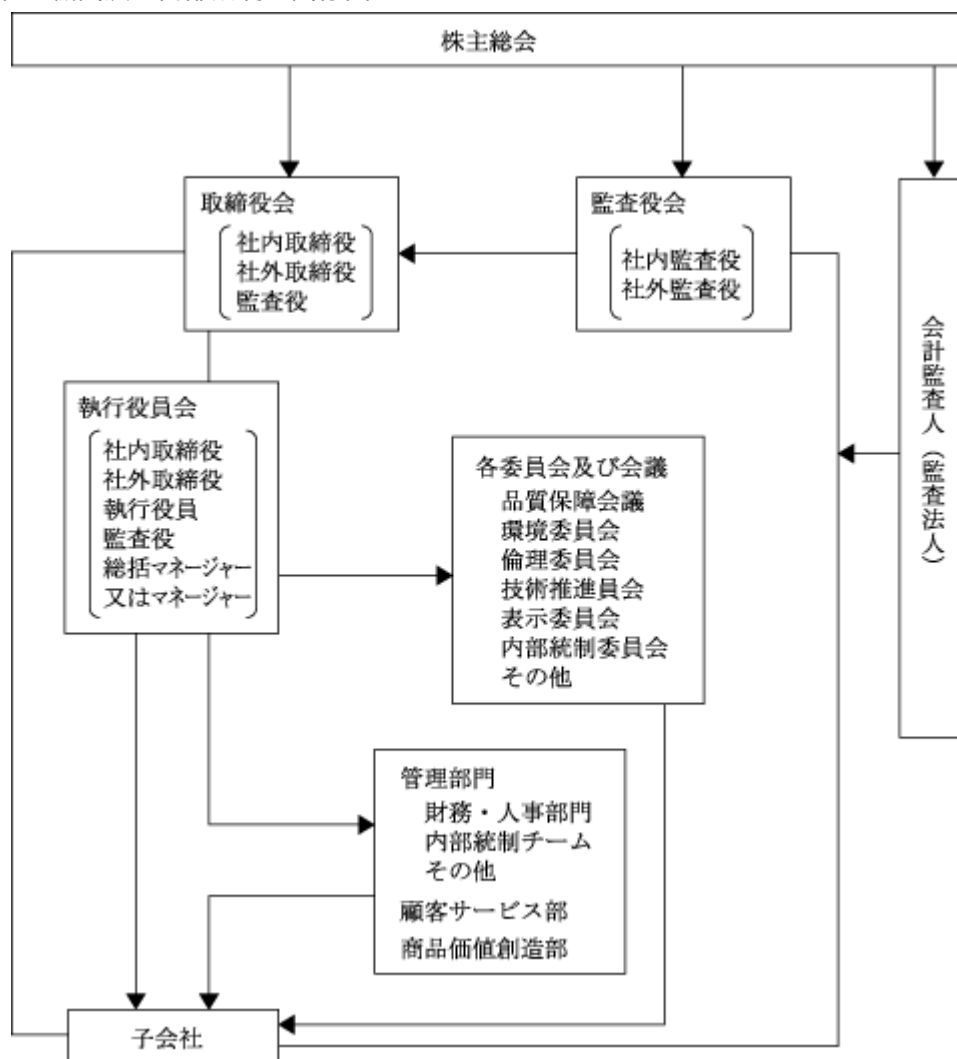 株主総会
取締役会
社内取締役
社外取締役
監査役
監査役会
社内監査役
社外監査役
会計監査人（監査法人）
執行役員会
社内取締役
社外取締役
執行役員
監査役
総括マネージャー
又はマネージャー
各委員会及び会議
品質保障会議
環境委員会
倫理委員会
技術推進員会
表示委員会
内部統制委員会
その他
管理部門
財務・人事部門
内部統制チーム
その他
顧客サービス部
商品価値創造部
子会社